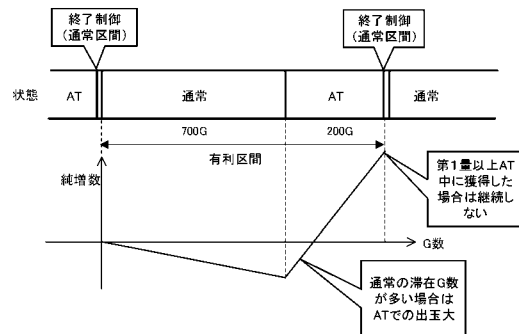 終了制御
(通常区間)
終了制御
(通常区間)
状態
AT
通常
AT
通常
700G
200G
有利区間
純増数
第1量以上AT
中に獲得した
場合は継続し
ない
G数
通常の滞在G数
が多い場合は
ATでの出玉大